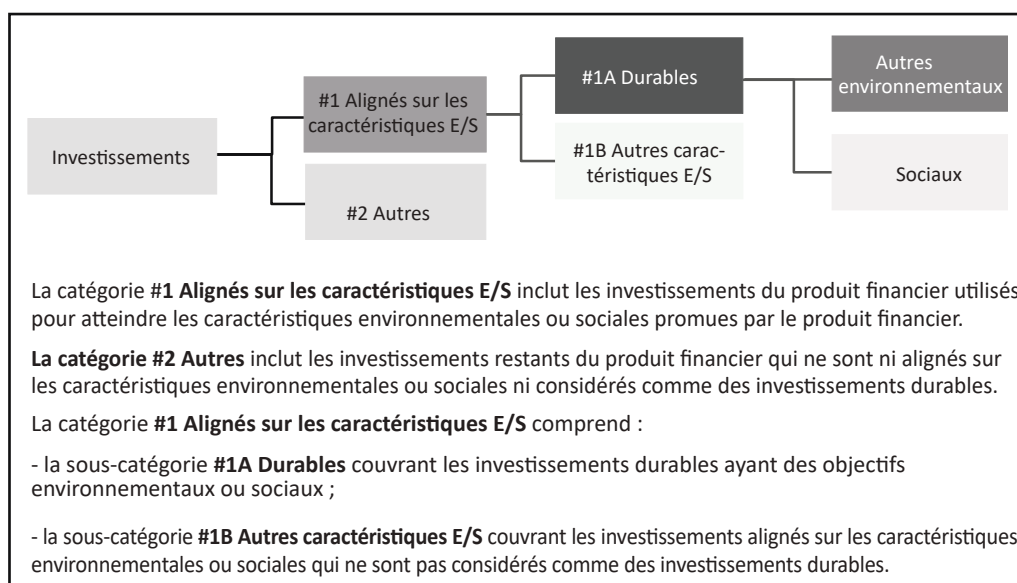 Investissements
#1 Alignés sur les
caractéristiques E/S
#2 Autres
#1A Durables
#1B Autres carac-
téristiques E/S
Autres
environnementaux
Sociaux
La catégorie #1 Alignés sur les caractéristiques E/S inclut les investissements du produit financier utilisés
pour atteindre les caractéristiques environnementales ou sociales promues par le produit financier.
La catégorie #2 Autres inclut les investissements restants du produit financier qui ne sont ni alignés sur
les caractéristiques environnementales ou sociales ni considérés comme des investissements durables.
La catégorie #1 Alignés sur les caractéristiques E/S comprend :
- la sous-catégorie #1A Durables couvrant les investissements durables ayant des objectifs
environnementaux ou sociaux ;
- la sous-catégorie #1B Autres caractéristiques E/S couvrant les investissements alignés sur les caractéristiques
environnementales ou sociales qui ne sont pas considérés comme des investissements durables.